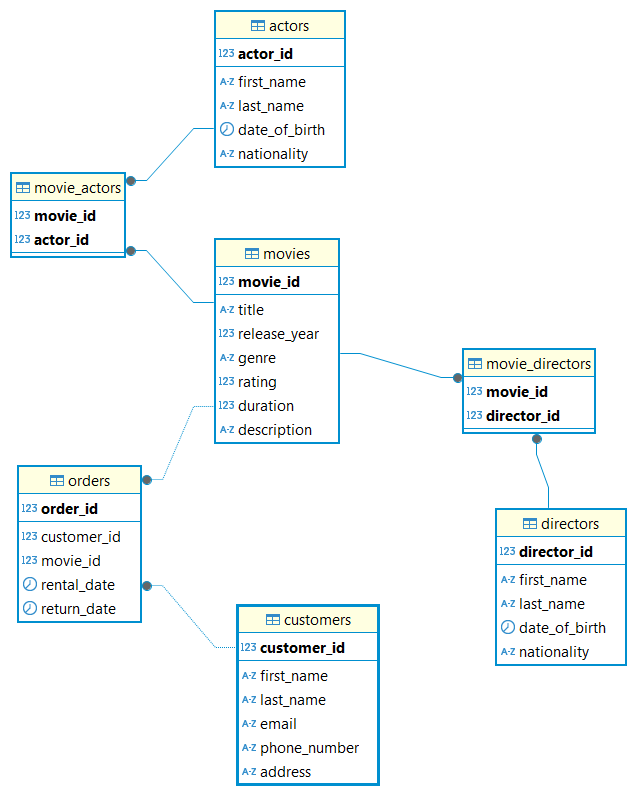 actors
123 actor_id
A-Z first_name
A-Z last_name
date_of_birth
A-Z nationality
movie_actors
123 movie_id
123 actor_id
movies
123 movie_id
A-Z title
123 release_year
A-Z genre
123 rating
123 duration
A-Z description
movie_directors
123 movie_id
123 director_id
orders
123 order_id
123 customer_id
123 movie_id
rental_date
return_date
directors
123 director_id
A-Z first_name
A-Z last_name
date_of_birth
A-Z nationality
customers
123 customer_id
A-Z first_name
A-Z last_name
A-Z email
A-Z phone_number
A-Z address